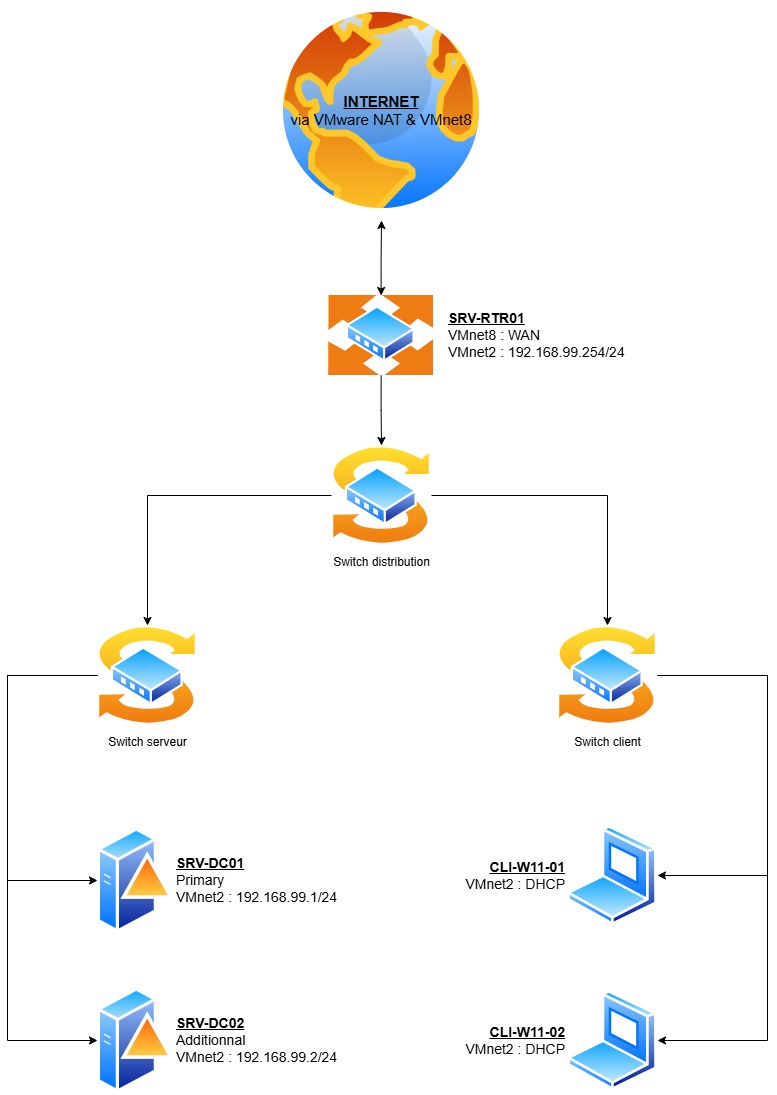 INTERNET
via VMware NAT & VMnet8
SRV-RTR01
VMnet8 : WAN
VMnet2 : 192.168.99.254/24
Switch distribution
Switch serveur
Switch client
SRV-DC01
Primary
VMnet2 : 192.168.99.1/24
CLI-W11-01
VMnet2 : DHCP
SRV-DC02
Additionnal
VMnet2 : 192.168.99.2/24
CLI-W11-02
VMnet2 : DHCP